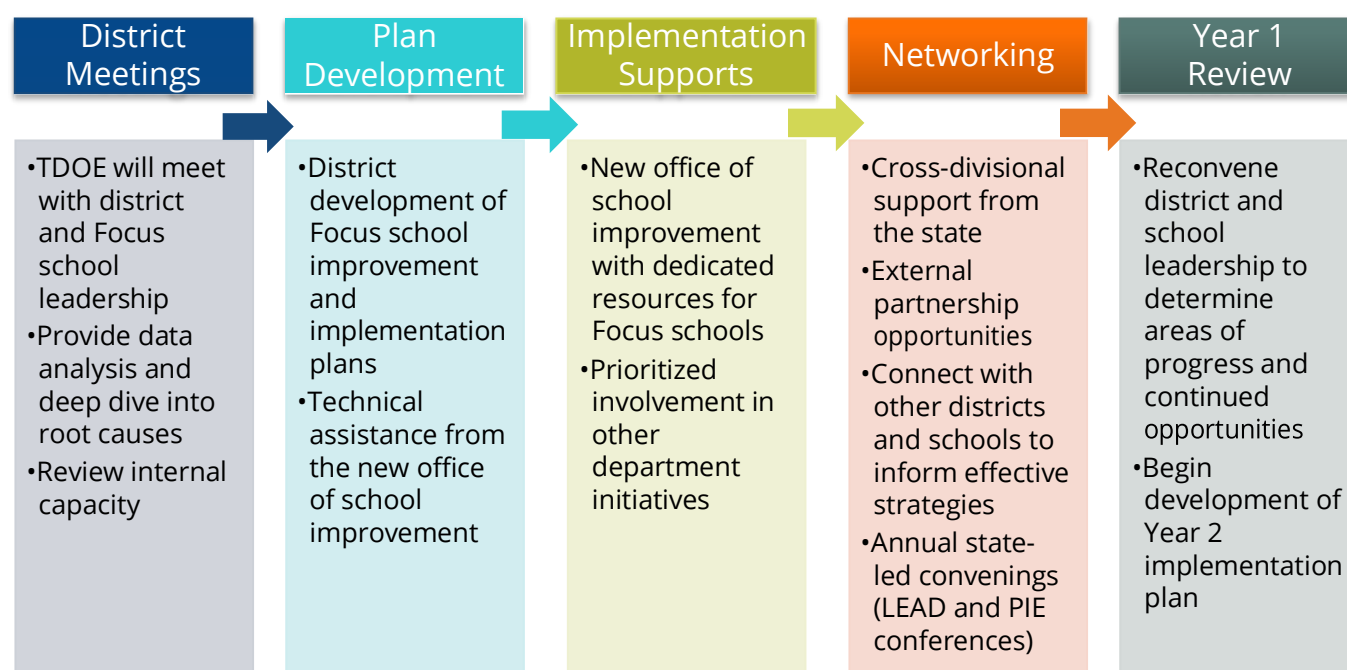 District
Meetings
•TDOE will meet
with district
and Focus
school
leadership
•Provide data
analysis and
deep dive into
root causes
•Review internal
capacity
Plan
Development
•District
development of
Focus school
improvement
and
implementation
plans
•Technical
assistance from
the new office
of school
improvement
Implementation
Supports
•New office of
school
improvement
with dedicated
resources for
Focus schools
•Prioritized
involvement in
other
department
initiatives
Networking
•Cross-divisional
support from
the state
•External
partnership
opportunities
•Connect with
other districts
and schools to
inform effective
strategies
•Annual state-
led convenings
(LEAD and PIE
conferences)
Year 1
Review
•Reconvene
district and
school
leadership to
determine
areas of
progress and
continued
opportunities
•Begin
development of
Year 2
implementation
plan